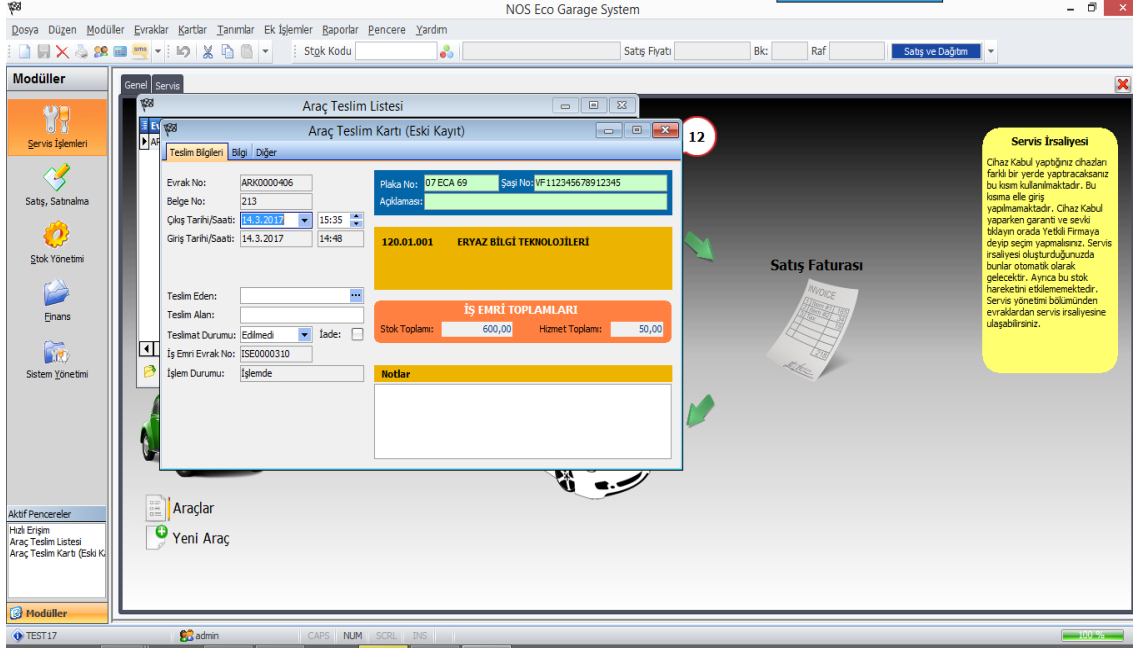 NOS Eco Garage System
Dosya Düzen Modüller Evraklar Kartlar Tanımlar Ek İşlemler Raporlar Pencere Yardım
sms Stok Kodu Satış Fiyatı Bk: Raf Satış ve Dağıtım
Modüller
Servis İşlemleri
Satış, Satınalma
Stok Yönetimi
Finans
Sistem Yönetimi
Aktif Pencereler
Hızlı Erişim
Araç Teslim Listesi
Araç Teslim Kartı (Eski K
Modüller
Genel Servis
Araç Teslim Listesi
Araç Teslim Kartı (Eski Kayıt)
12
Teslim Bilgileri Bilgi Diğer
Evrak No: ARK0000406
Belge No: 213
Çıkış Tarihi/Saati: 14.3.2017 15:35
Giriş Tarihi/Saati: 14.3.2017 14:48
Teslim Eden:
Teslim Alan:
Teslimat Durumu: Edilmedi İade:
İş Emri Evrak No: ISE0000310
İşlem Durumu: İşlemde
Plaka No: 07 ECA 69 Şaşi No: VF112345678912345
Açıklaması:
120.01.001 ERYAZ BİLGİ TEKNOLOJİLERİ
İŞ EMRİ TOPLAMLARI
Stok Toplamı: 600,00 Hizmet Toplamı: 50,00
Notlar
Satış Faturası
INVOICE
Servis İrsaliyesi
Cihaz Kabul yaptığınız cihazları
farklı bir yerde yaptıracaksanız
bu kısım kullanılmaktadır. Bu
kısma elle giriş
yapılmamaktadır. Cihaz Kabul
yaparken garanti ve sevki
tıklayın orada Yetkili Firmaya
deyip seçim yapmalısınız. Servis
irsaliyesi oluşturduğunuzda
bunlar otomatik olarak
gelecektir. Ayrıca bu stok
hareketini etkilememektedir.
Servis yönetimi bölümünden
evraklardan servis irsaliyesine
ulaşabilirsiniz.
Araçlar
Yeni Araç
TEST17 admin CAPS NUM SCRL INS 100 %